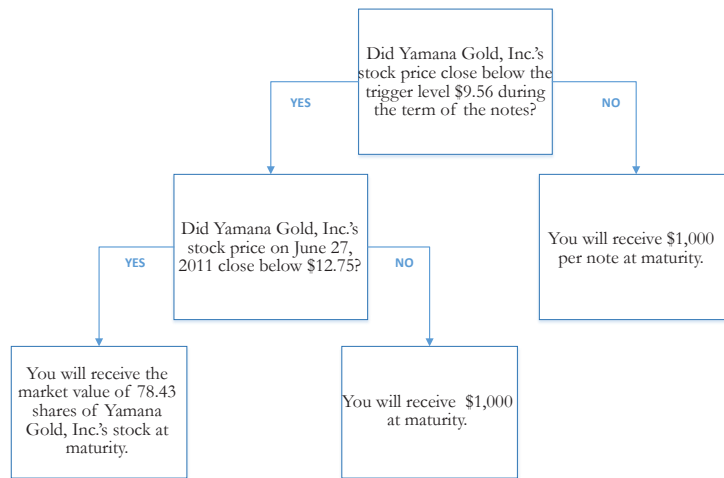 Did Yamana Gold, Inc.'s
stock price close below the
trigger level $9.56 during
the term of the notes?
YES
NO
Did Yamana Gold, Inc.'s
stock price on June 27,
2011 close below $12.75?
You will receive $1,000
per note at maturity.
YES
NO
You will receive the
market value of 78.43
shares of Yamana
Gold, Inc.'s stock at
maturity.
You will receive $1,000
at maturity.